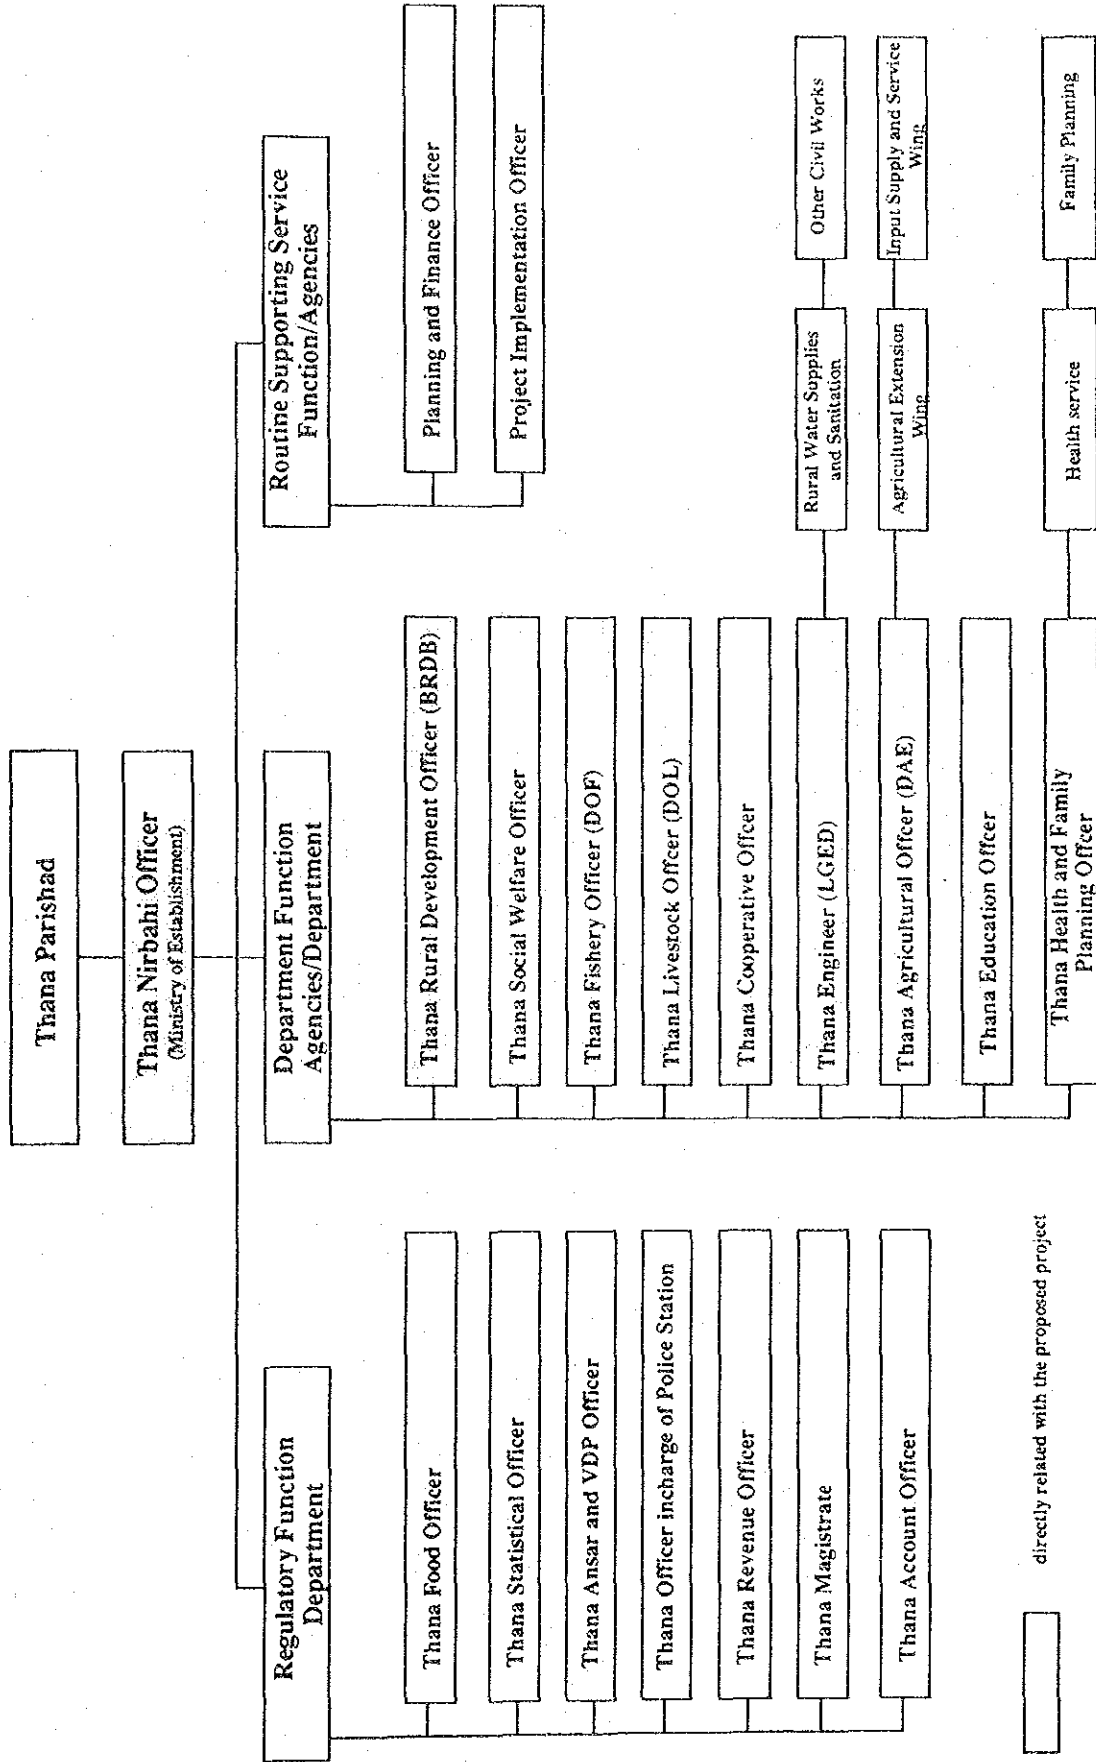 Thana Parishad
Thana Nirbahi Officer
(Ministry of Establishment)
Regulatory Function
Department
Thana Food Officer
Thana Statistical Officer
Thana Ansar and VDP Officer
Thana Officer incharge of Police Station
Thana Revenue Officer
Thana Magistrate
Thana Account Officer
Department Function
Agencies/Department
Thana Rural Development Officer (BRDB)
Thana Social Welfare Officer
Thana Fishery Officer (DOF)
Thana Livestock Offcer (DOL)
Thana Cooperative Offcer
Thana Engineer (LGED)
Rural Water Supplies
and Sanitation
Other Civil Works
Thana Agricultural Offcer (DAE)
Agricultural Extension
Wing
Input Supply and Service
Wing
Thana Education Offcer
Thana Health and Family
Planning Offcer
Health service
Family Planning
Routine Supporting Service
Function/Agencies
Planning and Finance Officer
Project Implementation Officer
directly related with the proposed project